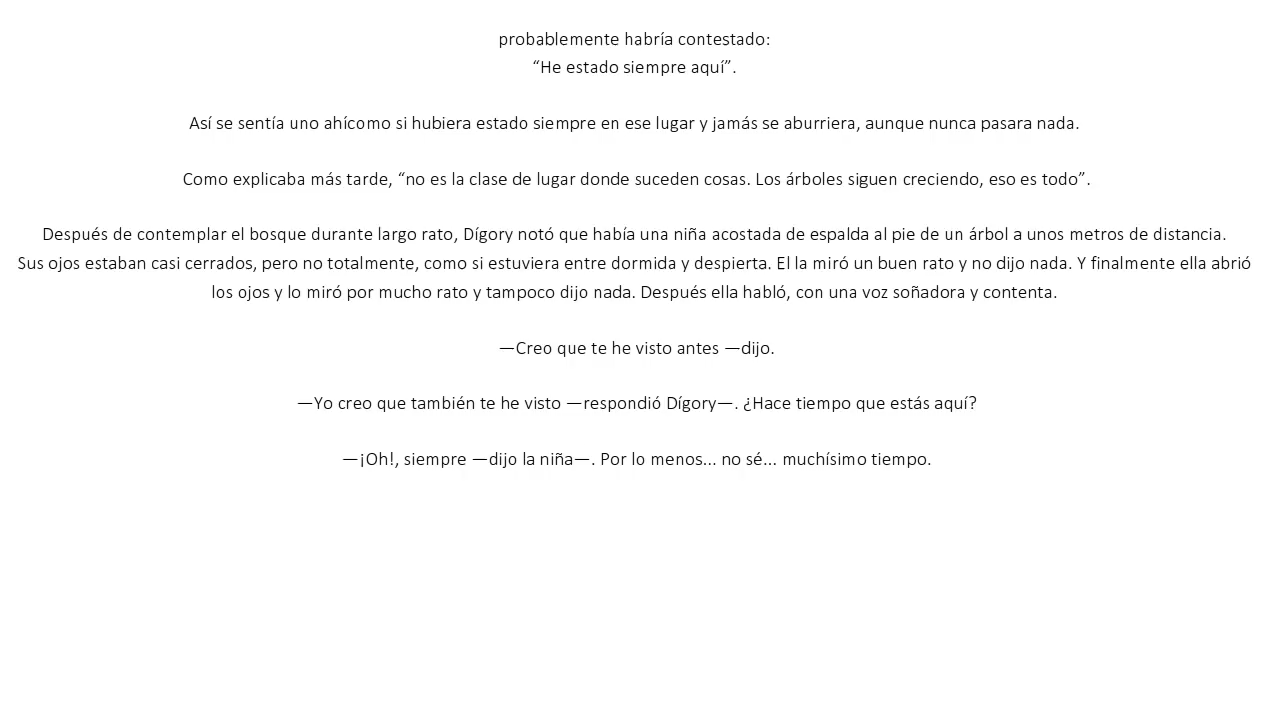 probablemente habría contestado:
“He estado siempre aquí”.
Así se sentía uno ahícomo si hubiera estado siempre en ese lugar y jamás se aburriera, aunque nunca pasara nada.
Como explicaba más tarde, “no es la clase de lugar donde suceden cosas. Los árboles siguen creciendo, eso es todo”.
Después de contemplar el bosque durante largo rato, Dígory notó que había una niña acostada de espalda al pie de un árbol a unos metros de distancia.
Sus ojos estaban casi cerrados, pero no totalmente, como si estuviera entre dormida y despierta. El la miró un buen rato y no dijo nada. Y finalmente ella abrió
los ojos y lo miró por mucho rato y tampoco dijo nada. Después ella habló, con una voz soñadora y contenta.
—Creo que te he visto antes —dijo.
—Yo creo que también te he visto —respondió Dígory—. ¿Hace tiempo que estás aquí?
—¡Oh!, siempre —dijo la niña—. Por lo menos... no sé... muchísimo tiempo.